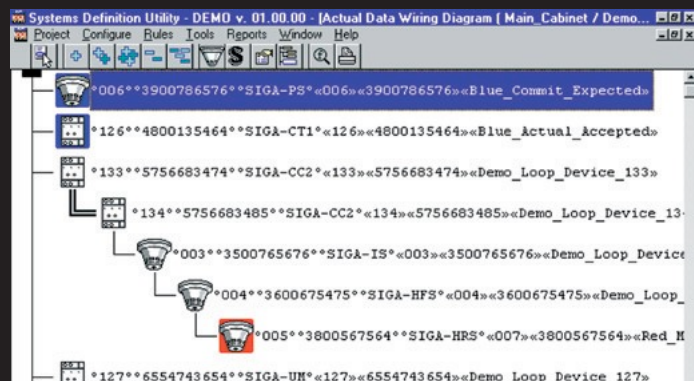 Systems Definition Utility - DEMO v. 01.00.00 - [Actual Data Wiring Diagram ( Main_Cabinet / Demo...
Project Configure Rules Tools Reports Window Help
°006°°3900786576°°SIGA-PS°«006»«3900786576»«Blue_Commit_Expected»
°126°°4800135464°°SIGA-CT1°«126»«4800135464»«Blue_Actual_Accepted»
°133°°5756683474°°SIGA-CC2°«133»«5756683474»«Demo_Loop_Device_133»
°134°°5756683485°°SIGA-CC2°«134»«5756683485»«Demo_Loop_Device_13
°003°°3500765676°°SIGA-IS°«003»«3500765676»«Demo_Loop_Device
°004°°3600675475°°SIGA-HFS°«004»«3600675475»«Demo_Loop_
°005°°3800567564°°SIGA-HRS°«007»«3800567564»«Red_M
°127°°6554743654°°SIGA-UM°«127»«6554743654»«Demo_Loop_Device_127»